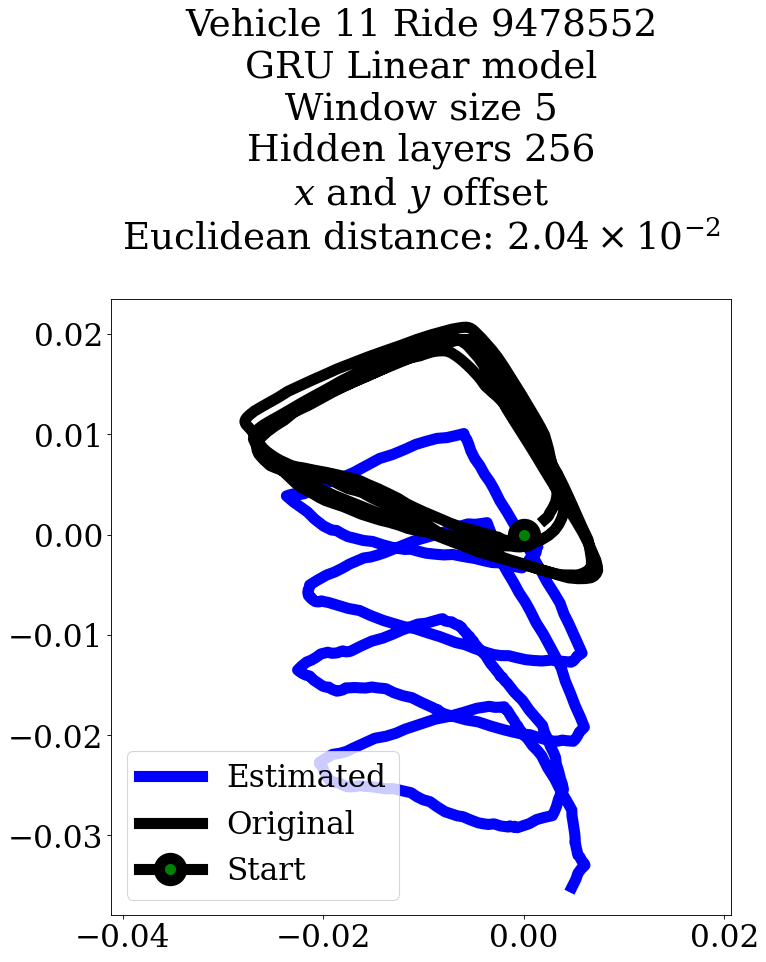 Vehicle 11 Ride 9478552
GRU Linear model
Window size 5
Hidden layers 256
x and y offset
Euclidean distance: 2.04 × 10⁻²
0.02
0.01
0.00
−0.01
−0.02
−0.03
Estimated
Original
Start
−0.04 −0.02 0.00 0.02